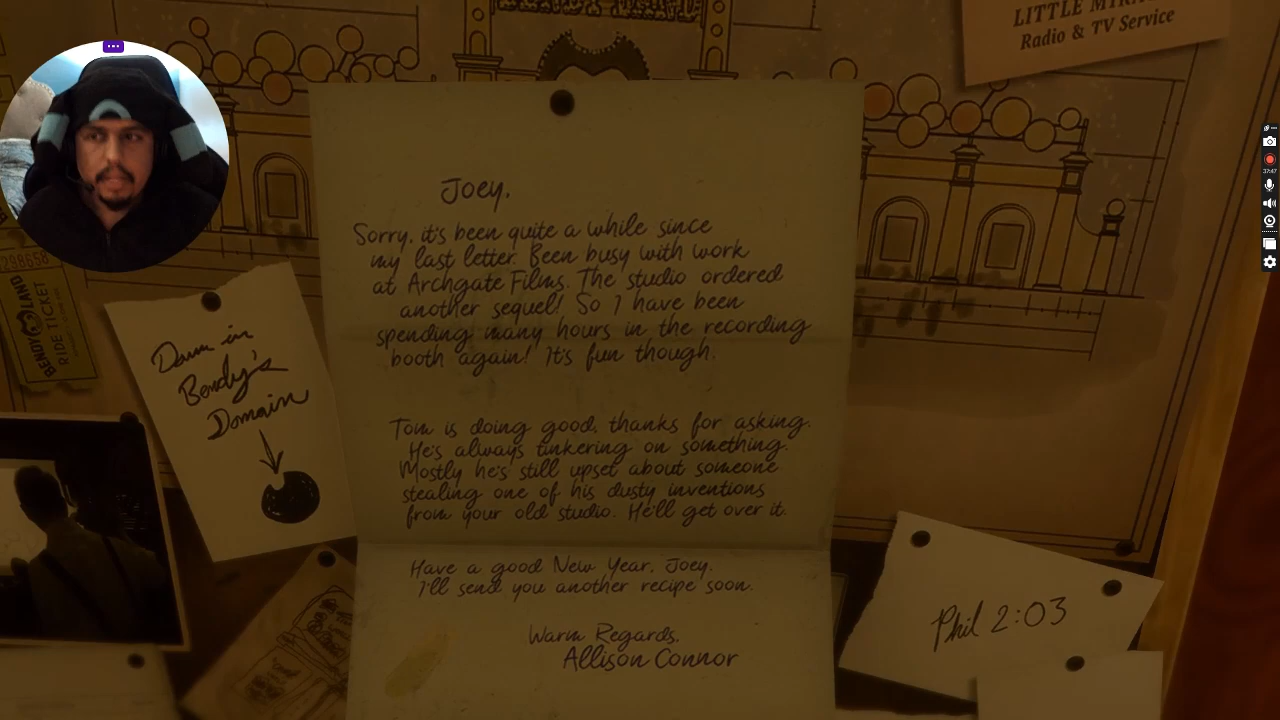 LITTLE
Radio & TV Service
Joey,
Sorry, it's been quite a while since
my last letter. Been busy with work
at Archgate Films. The studio ordered
another sequel! So I have been
spending many hours in the recording
booth again! It's fun though.
Tom is doing good, thanks for asking.
He's always tinkering on something.
Mostly he's still upset about someone
stealing one of his dusty inventions
from your old studio. He'll get over it.
Have a good New Year, Joey.
I'll send you another recipe soon.
Warm Regards,
Allison Connor
298658
BENDY LAND
RIDE TICKET
Down in
Bendy's
Domain
Phil 2:03
37:47